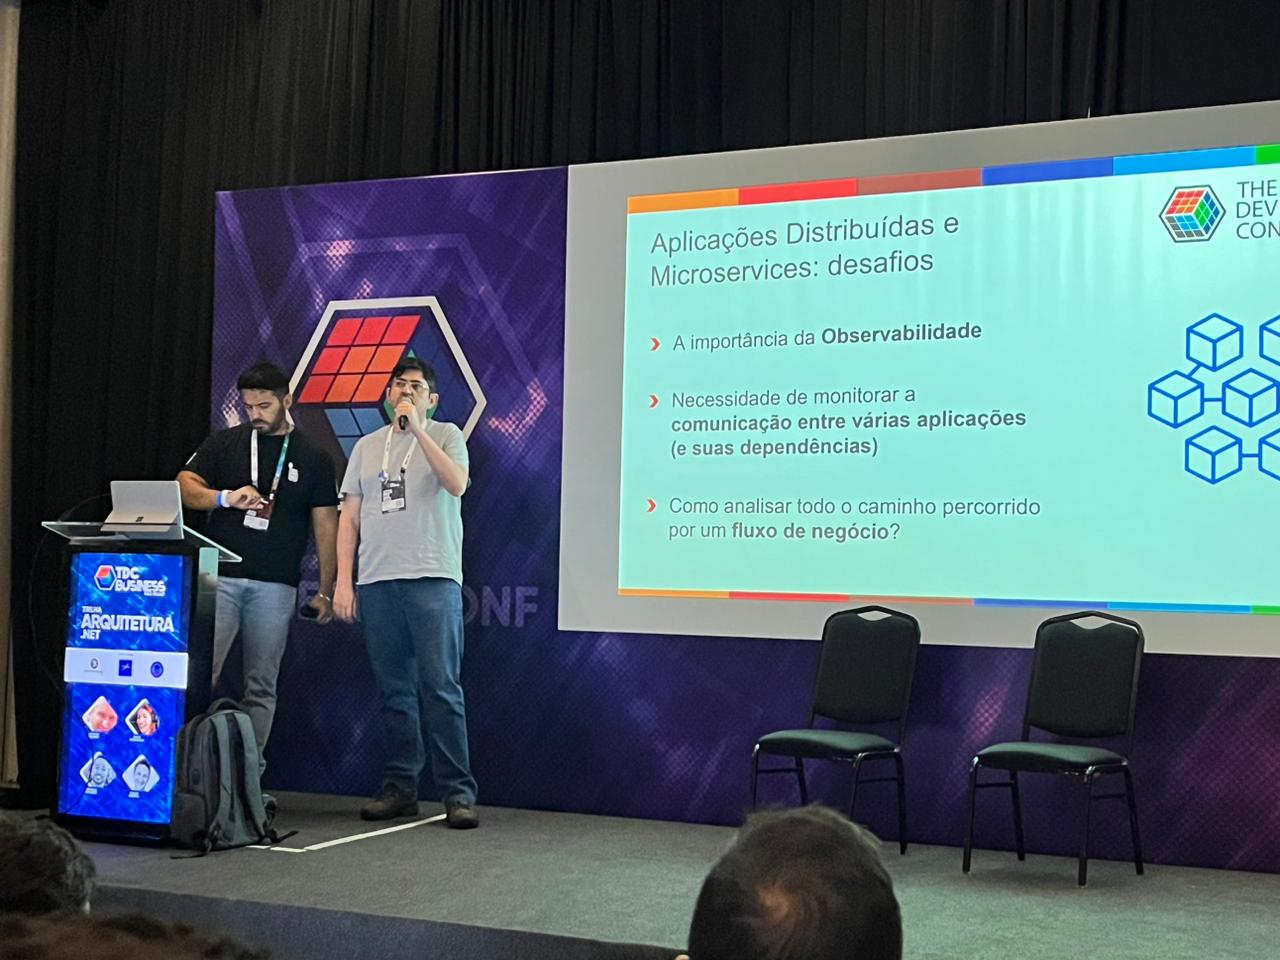 Aplicações Distribuídas e
Microservices: desafios
A importância da Observabilidade
Necessidade de monitorar a
comunicação entre várias aplicações
(e suas dependências)
Como analisar todo o caminho percorrido
por um fluxo de negócio?
THE
DEV
CON
ONF
TDC
BUSINESS
TRILHA
ARQUITETURA
.NET